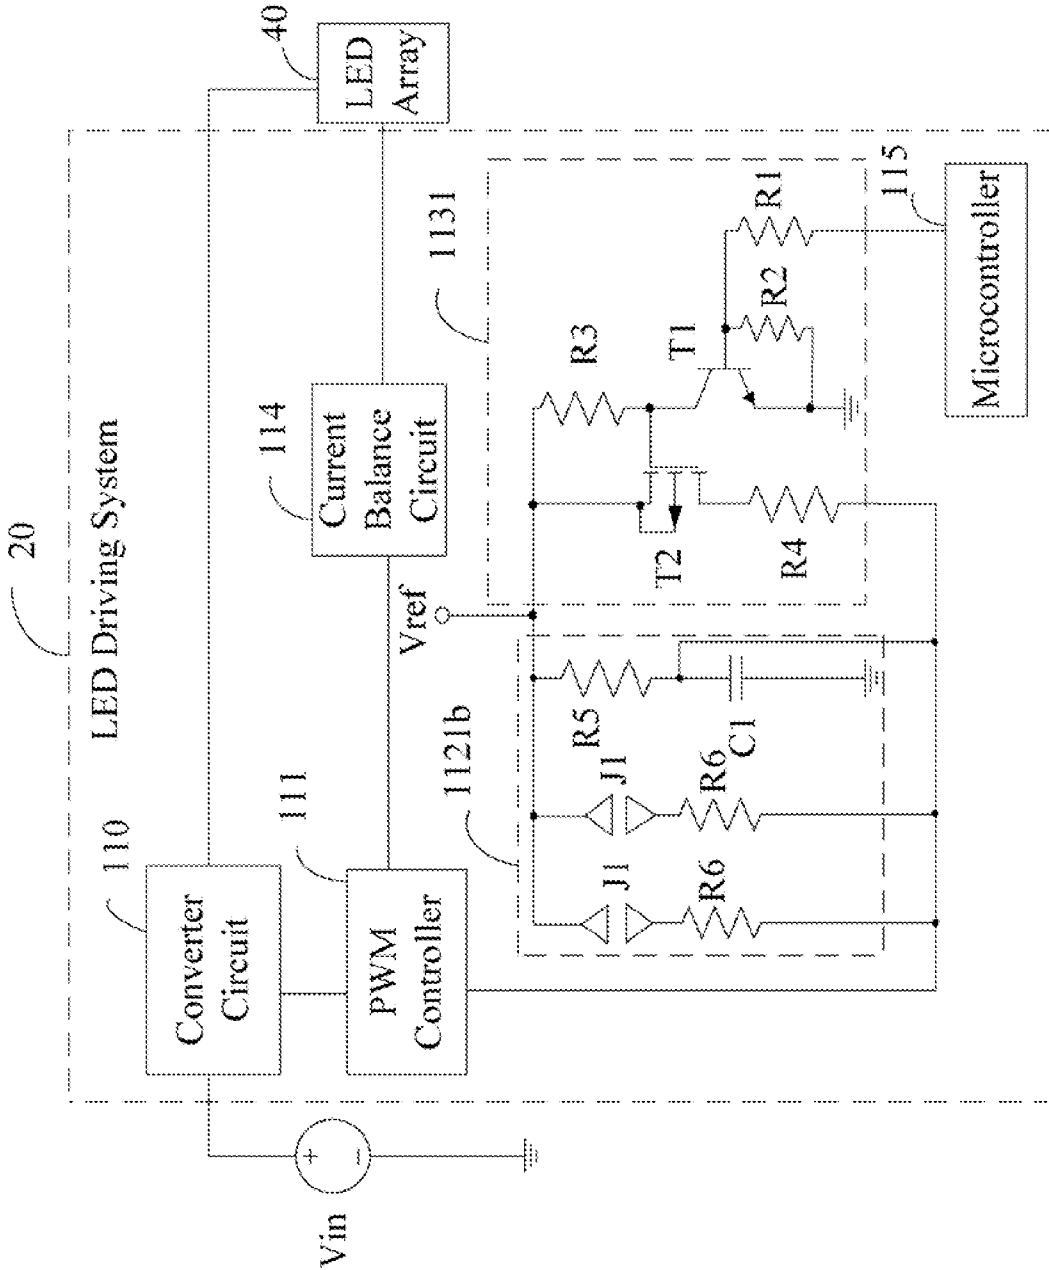 20
LED Driving System
110
Converter
Circuit
Vin
+
−
111
PWM
Controller
114
Current
Balance
Circuit
40
LED
Array
Vref
1121b
J1
R6
J1
R6
R5
C1
1131
R3
T2
T1
R4
R2
R1
115
Microcontroller